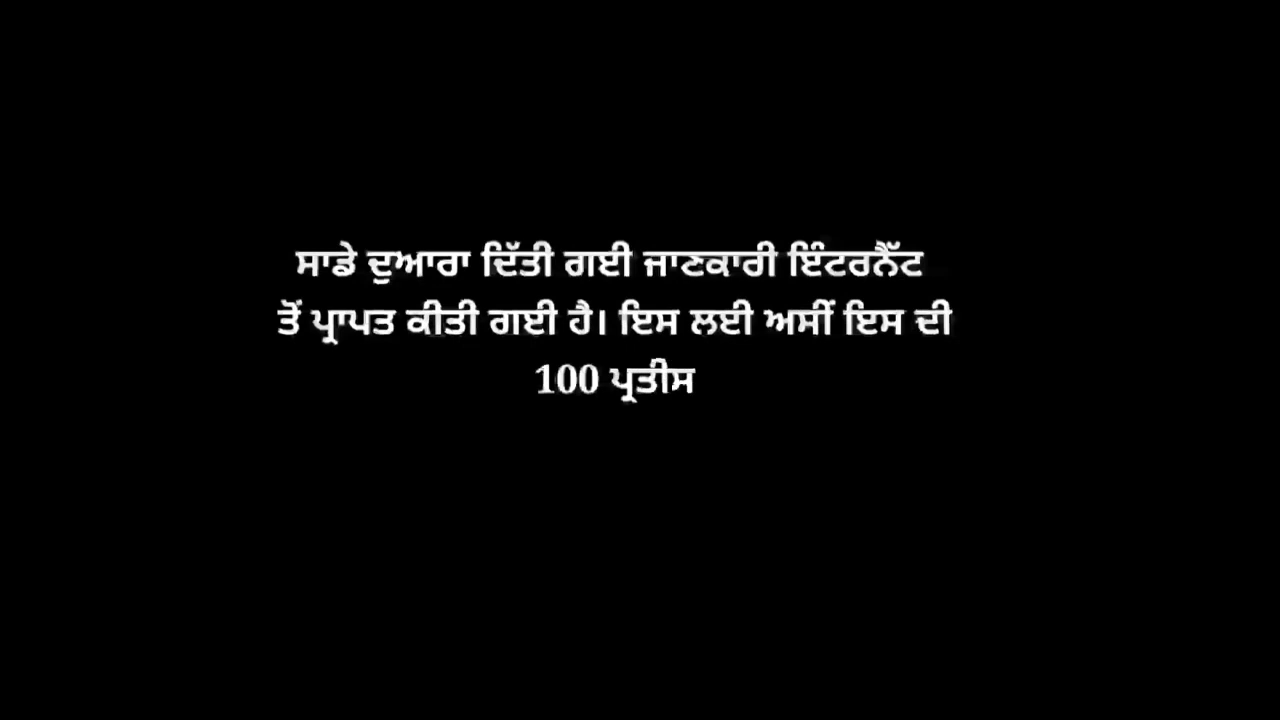 ਸਾਡੇ ਦੁਆਰਾ ਦਿੱਤੀ ਗਈ ਜਾਣਕਾਰੀ ਇੰਟਰਨੈੱਟ
ਤੋਂ ਪ੍ਰਾਪਤ ਕੀਤੀ ਗਈ ਹੈ। ਇਸ ਲਈ ਅਸੀਂ ਇਸ ਦੀ
100 ਪ੍ਰਤੀਸ